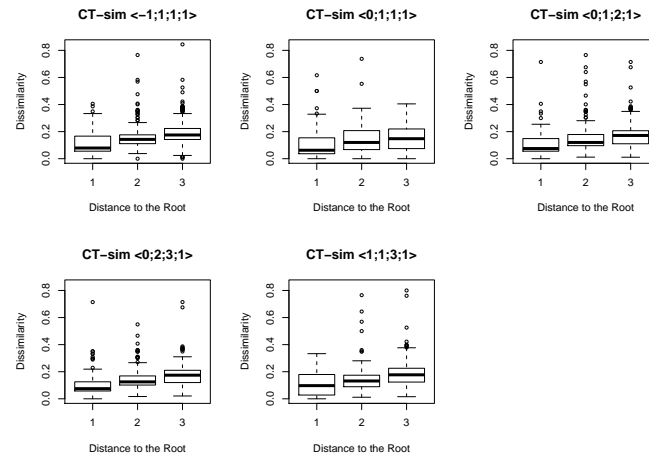 CT−sim <−1;1;1;1>
Dissimilarity
0.0 0.2 0.4 0.6 0.8
1 2 3
Distance to the Root
CT−sim <0;1;1;1>
Dissimilarity
0.0 0.2 0.4 0.6 0.8
1 2 3
Distance to the Root
CT−sim <0;1;2;1>
Dissimilarity
0.0 0.2 0.4 0.6 0.8
1 2 3
Distance to the Root
CT−sim <0;2;3;1>
Dissimilarity
0.0 0.2 0.4 0.6 0.8
1 2 3
Distance to the Root
CT−sim <1;1;3;1>
Dissimilarity
0.0 0.2 0.4 0.6 0.8
1 2 3
Distance to the Root